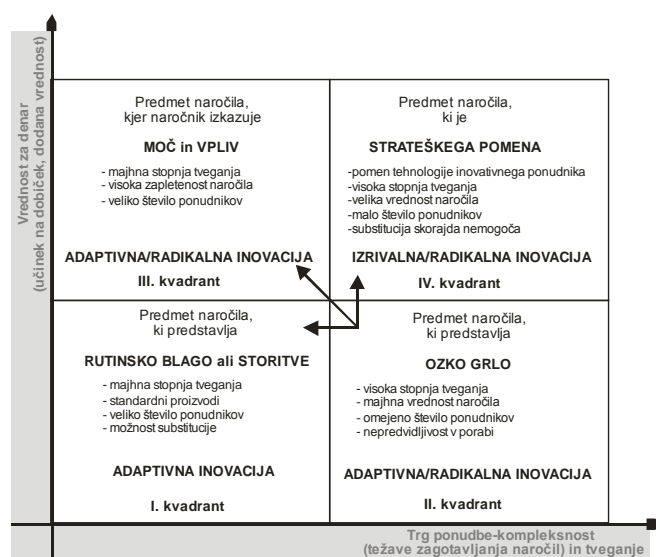 Vrednost za denar
(učinek na dobiček, dodana vrednost)
Predmet naročila,
kjer naročnik izkazuje
MOČ in VPLIV
- majhna stopnja tveganja
- visoka zapletenost naročila
- veliko število ponudnikov
ADAPTIVNA/RADIKALNA INOVACIJA
III. kvadrant
Predmet naročila,
ki je
STRATEŠKEGA POMENA
-pomen tehnologije inovativnega ponudnika
-visoka stopnja tveganja
-velika vrednost naročila
-malo število ponudnikov
-substitucija skorajda nemogoča
IZRIVALNA/RADIKALNA INOVACIJA
IV. kvadrant
Predmet naročila,
ki predstavlja
RUTINSKO BLAGO ali STORITVE
- majhna stopnja tveganja
- standardni proizvodi
- veliko število ponudnikov
- možnost substitucije
ADAPTIVNA INOVACIJA
I. kvadrant
Predmet naročila,
ki predstavlja
OZKO GRLO
- visoka stopnja tveganja
- majhna vrednost naročila
- omejeno število ponudnikov
- nepredvidljivost v porabi
ADAPTIVNA/RADIKALNA INOVACIJA
II. kvadrant
Trg ponudbe-kompleksnost
(težave zagotavljanja naročil) in tveganje